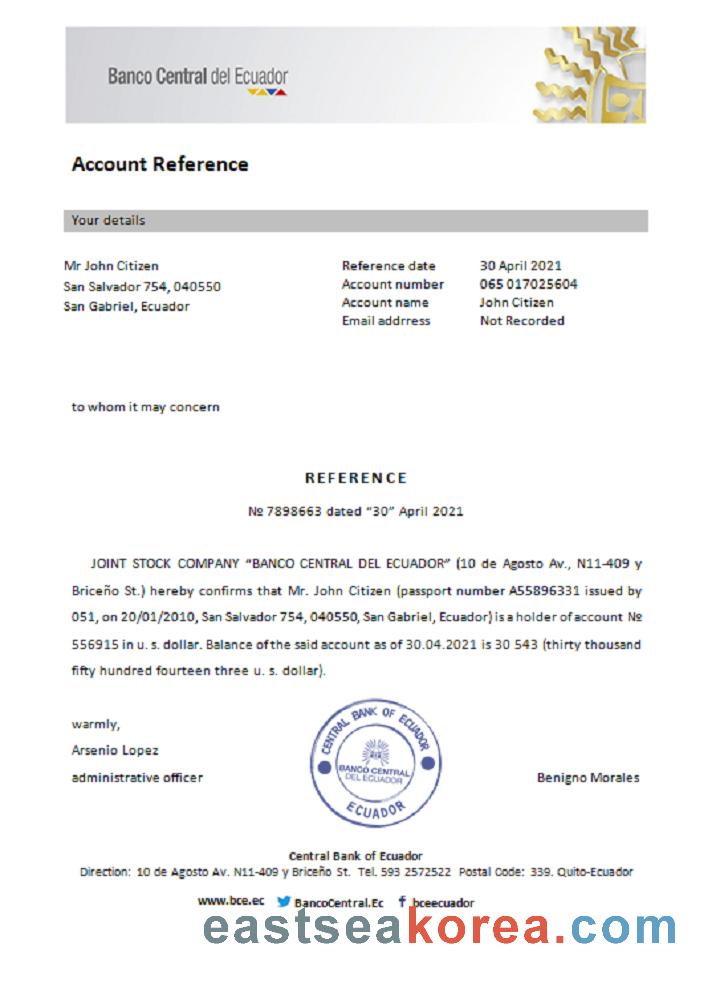 Banco Central del Ecuador
Account Reference
Your details
Mr John Citizen
San Salvador 754, 040550
San Gabriel, Ecuador
Reference date 30 April 2021
Account number 065 017025604
Account name John Citizen
Email addrress Not Recorded
to whom it may concern
REFERENCE
№ 7898663 dated “30” April 2021
JOINT STOCK COMPANY “BANCO CENTRAL DEL ECUADOR” (10 de Agosto Av., N11-409 y
Briceño St.) hereby confirms that Mr. John Citizen (passport number A55896331 issued by
051, on 20/01/2010, San Salvador 754, 040550, San Gabriel, Ecuador) is a holder of account №
556915 in u. s. dollar. Balance of the said account as of 30.04.2021 is 30 543 (thirty thousand
fifty hundred fourteen three u. s. dollar).
warmly,
Arsenio Lopez
administrative officer
CENTRAL BANK OF ECUADOR
BANCO CENTRAL
DEL ECUADOR
ECUADOR
Benigno Morales
Central Bank of Ecuador
Direction: 10 de Agosto Av. N11-409 y Briceño St. Tel. 593 2572522 Postal Code: 339. Quito-Ecuador
www.bce.ec BancoCentral.Ec bceecuador
eastseakorea.com